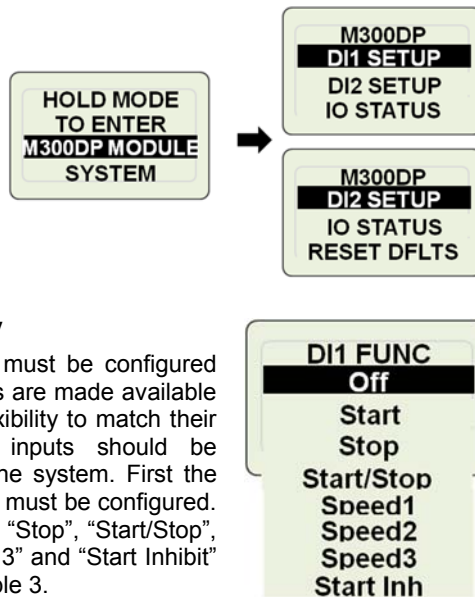 HOLD MODE
TO ENTER
M300DP MODULE
SYSTEM
M300DP
DI1 SETUP
DI2 SETUP
IO STATUS
M300DP
DI2 SETUP
IO STATUS
RESET DFLTS
must be configured
s are made available
xibility to match their
inputs should be
ne system. First the
must be configured.
"Stop", "Start/Stop",
3" and "Start Inhibit"
ble 3.
DI1 FUNC
Off
Start
Stop
Start/Stop
Speed1
Speed2
Speed3
Start Inh